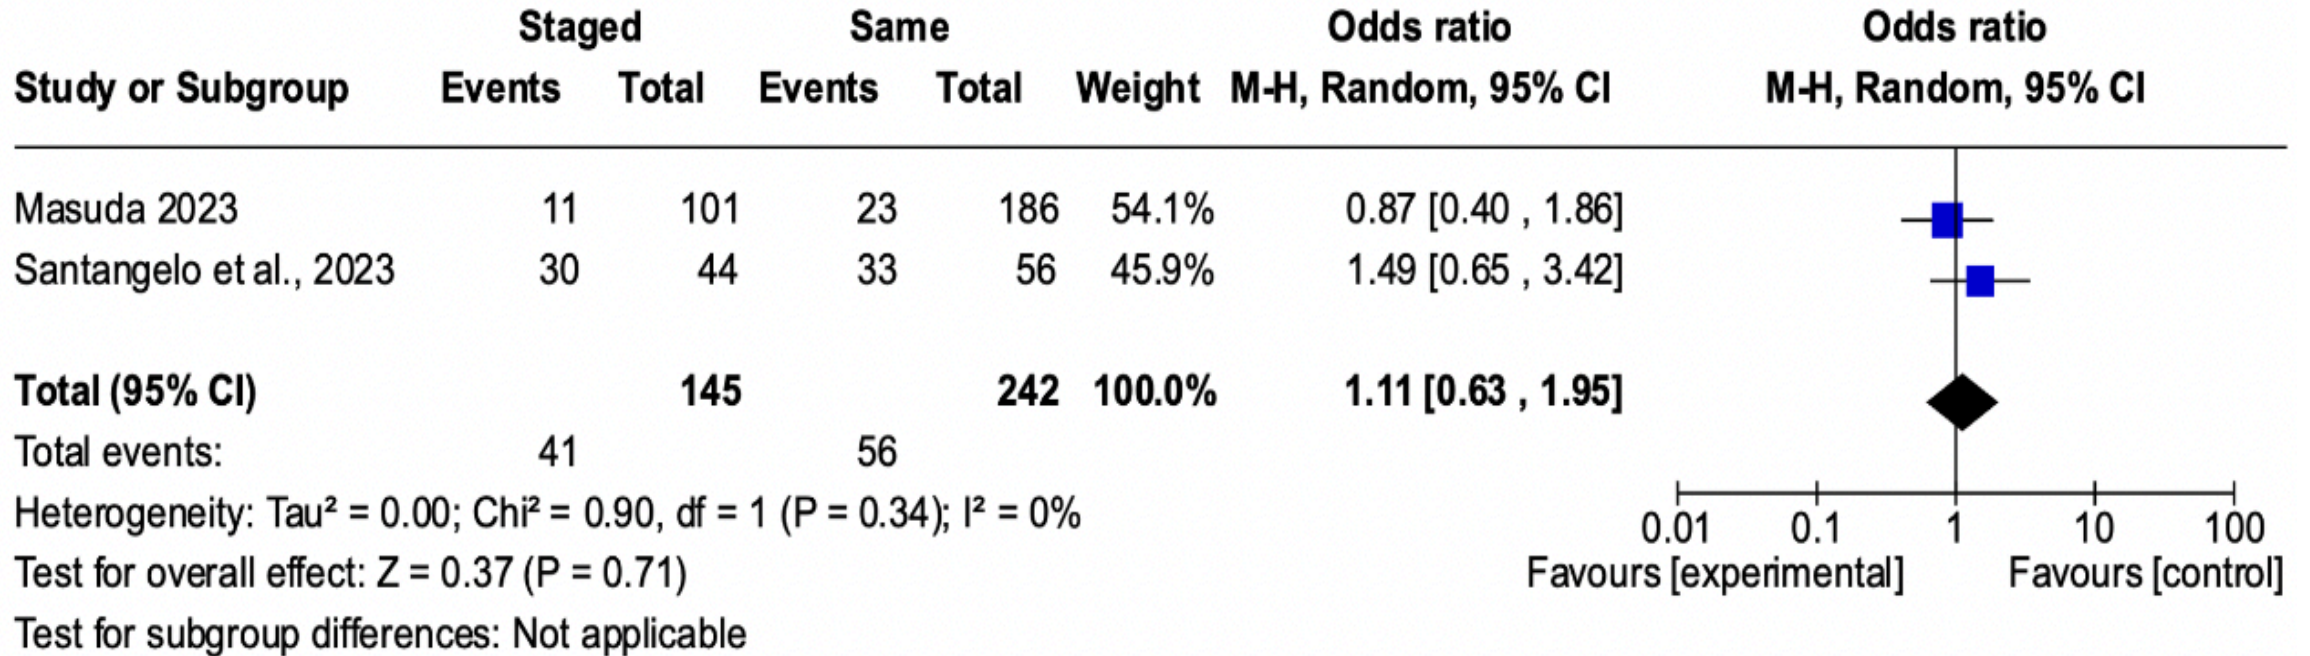 Staged Same Odds ratio Odds ratio
Study or Subgroup Events Total Events Total Weight M-H, Random, 95% CI M-H, Random, 95% CI
Masuda 2023 11 101 23 186 54.1% 0.87 [0.40 , 1.86]
Santangelo et al., 2023 30 44 33 56 45.9% 1.49 [0.65 , 3.42]
Total (95% CI) 145 242 100.0% 1.11 [0.63 , 1.95]
Total events: 41 56
Heterogeneity: Tau² = 0.00; Chi² = 0.90, df = 1 (P = 0.34); I² = 0% 0.01 0.1 1 10 100
Test for overall effect: Z = 0.37 (P = 0.71) Favours [experimental] Favours [control]
Test for subgroup differences: Not applicable